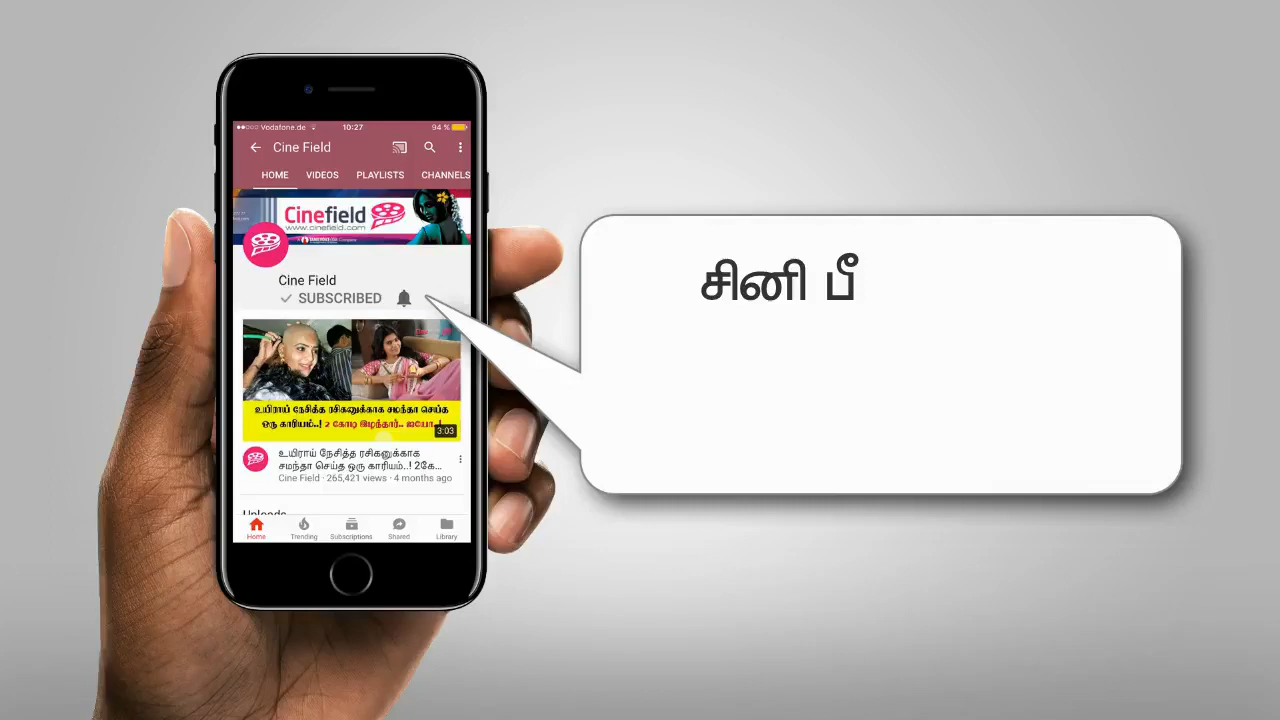 Vodafone.de 10:27 94 %
Cine Field
HOME VIDEOS PLAYLISTS CHANNELS
Cinefield
www.cinefield.com
Cine Field
SUBSCRIBED
உயிராய் நேசித்த ரசிகனுக்காக சமந்தா செய்த
ஒரு காரியம்..! 2 கோடி இழந்தார்.. ஐயோ..!
3:03
உயிராய் நேசித்த ரசிகனுக்காக
சமந்தா செய்த ஒரு காரியம்..! 2கே...
Cine Field · 265,421 views · 4 months ago
Uploads
Home Trending Subscriptions Shared Library
சினி பீ